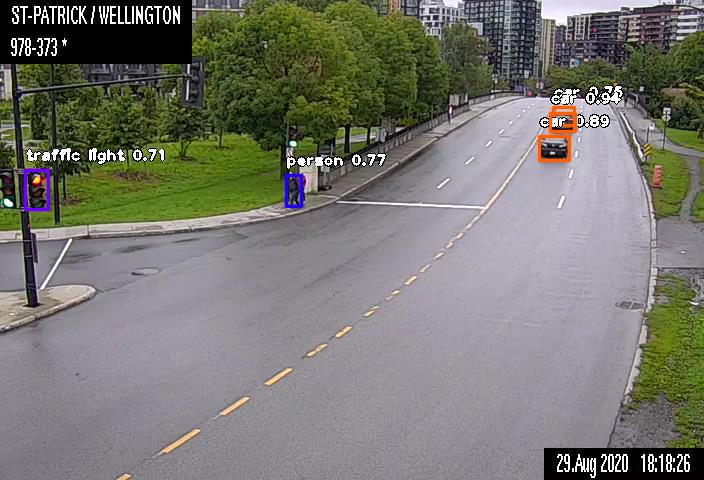 ST-PATRICK / WELLINGTON
978-373 *
car 0.94
car 0.89
traffic light 0.71
person 0.77
29.Aug 2020 18:18:26